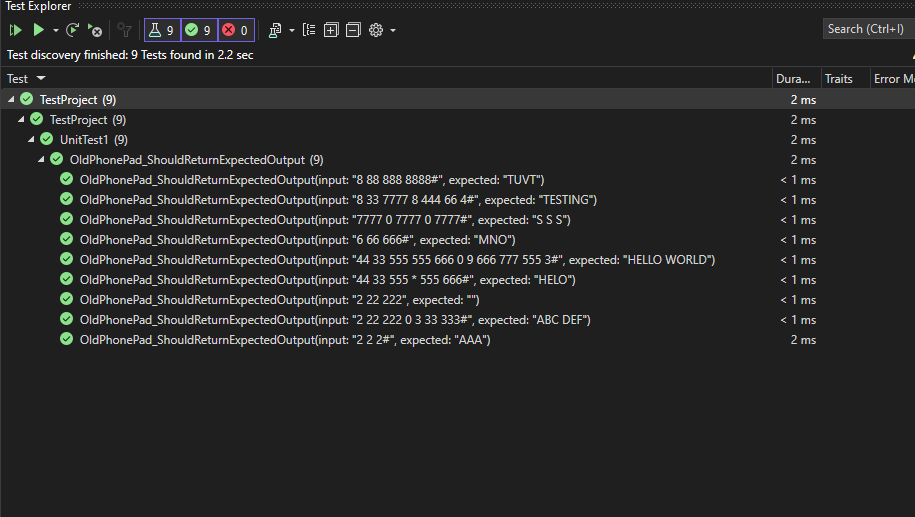 Test Explorer
9 9 0 Search (Ctrl+I)
Test discovery finished: 9 Tests found in 2.2 sec
Test Dura... Traits Error Me
TestProject (9) 2 ms
TestProject (9) 2 ms
UnitTest1 (9) 2 ms
OldPhonePad_ShouldReturnExpectedOutput (9) 2 ms
OldPhonePad_ShouldReturnExpectedOutput(input: "8 88 888 8888#", expected: "TUVT") < 1 ms
OldPhonePad_ShouldReturnExpectedOutput(input: "8 33 7777 8 444 66 4#", expected: "TESTING") < 1 ms
OldPhonePad_ShouldReturnExpectedOutput(input: "7777 0 7777 0 7777#", expected: "S S S") < 1 ms
OldPhonePad_ShouldReturnExpectedOutput(input: "6 66 666#", expected: "MNO") < 1 ms
OldPhonePad_ShouldReturnExpectedOutput(input: "44 33 555 555 666 0 9 666 777 555 3#", expected: "HELLO WORLD") < 1 ms
OldPhonePad_ShouldReturnExpectedOutput(input: "44 33 555 * 555 666#", expected: "HELO") < 1 ms
OldPhonePad_ShouldReturnExpectedOutput(input: "2 22 222", expected: "") < 1 ms
OldPhonePad_ShouldReturnExpectedOutput(input: "2 22 222 0 3 33 333#", expected: "ABC DEF") < 1 ms
OldPhonePad_ShouldReturnExpectedOutput(input: "2 2 2#", expected: "AAA") 2 ms